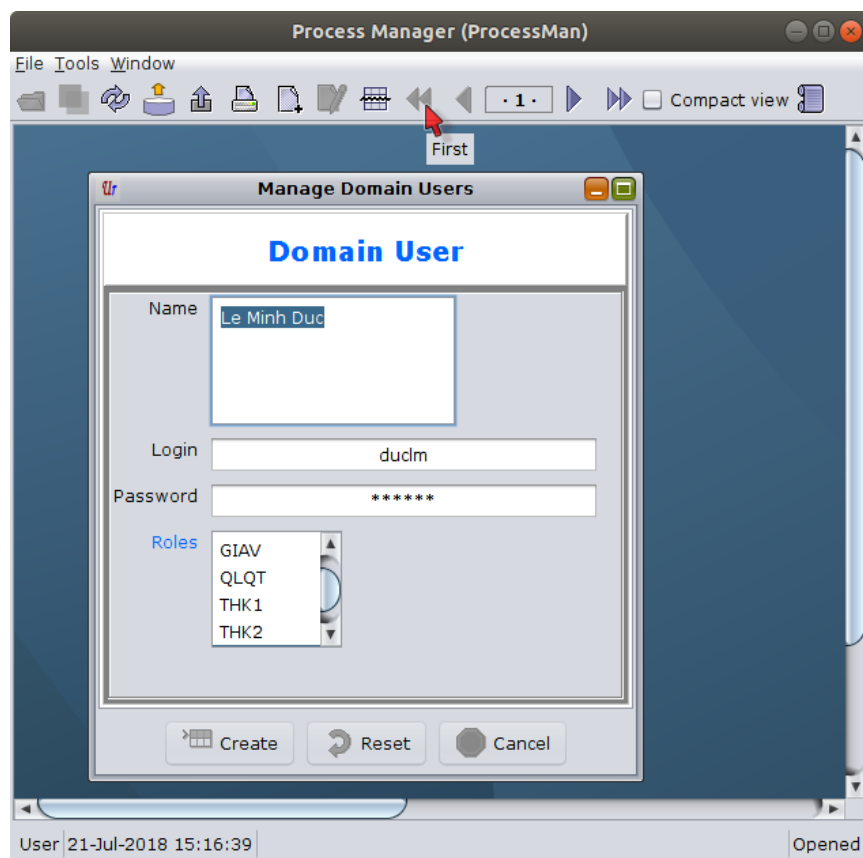 Process Manager (ProcessMan)
File Tools Window
· 1 · Compact view
First
Ur Manage Domain Users
Domain User
Name Le Minh Duc
Login duclm
Password ******
Roles GIAV
QLQT
THK1
THK2
Create Reset Cancel
User 21-Jul-2018 15:16:39 Opened